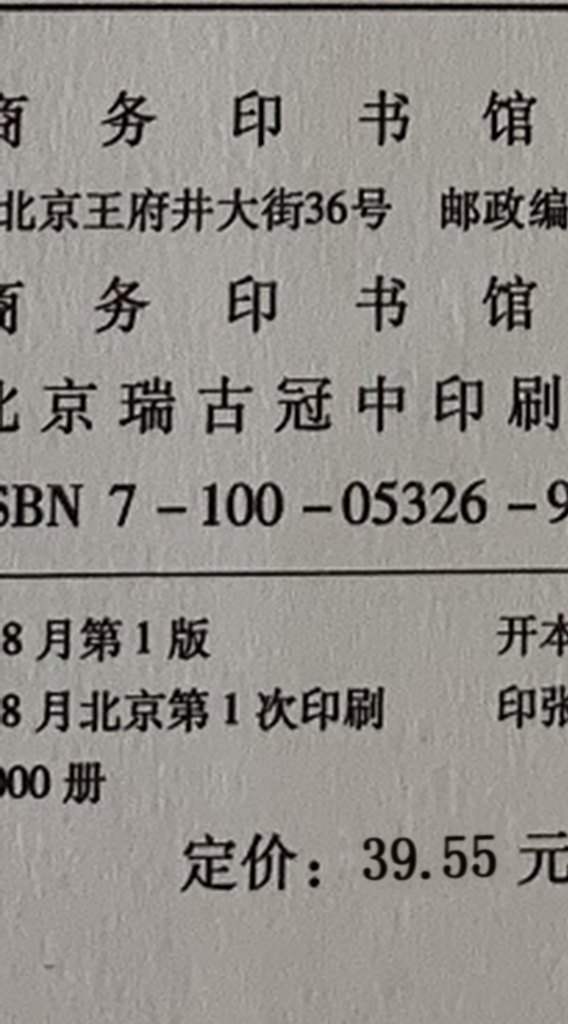 商务印书馆
北京王府井大街36号 邮政编
商务印书馆
北京瑞古冠中印刷
SBN 7-100-05326-9
8月第1版 开本
8月北京第1次印刷 印张
000 册
定价：39.55 元